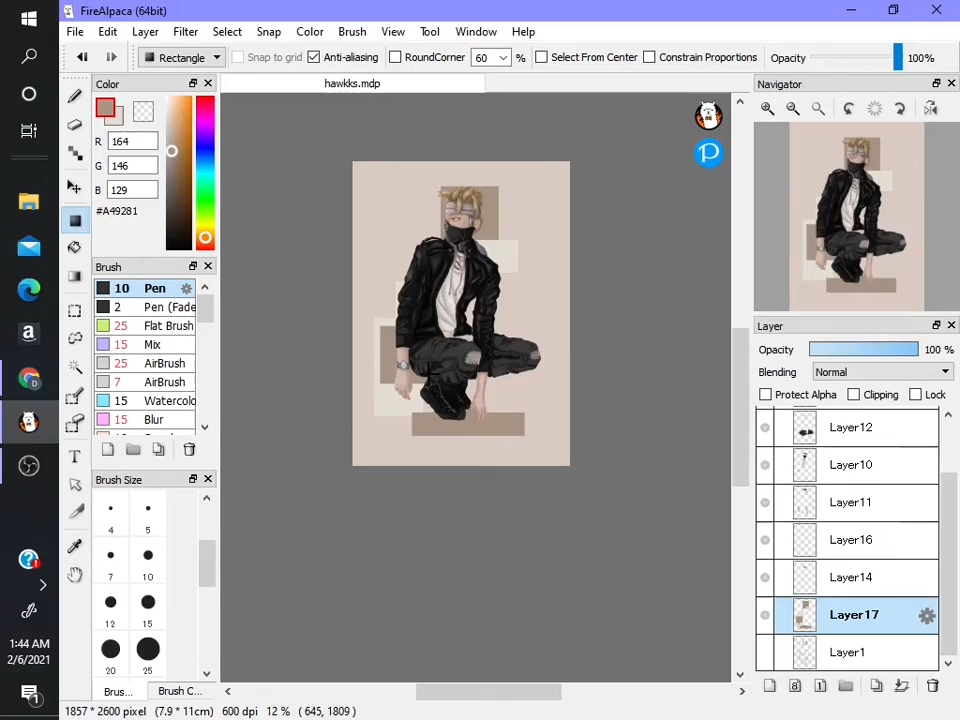 FireAlpaca (64bit)
File Edit Layer Filter Select Snap Color Brush View Tool Window Help
Rectangle Snap to grid Anti-aliasing RoundCorner 60 % Select From Center Constrain Proportions Opacity 100%
Color hawkks.mdp Navigator
R 164
G 146
B 129
#A49281
Brush
10 Pen
2 Pen (Fade
25 Flat Brush
15 Mix
25 AirBrush
7 AirBrush
15 Watercolo
15 Blur
Brush Size
4 5
7 10
12 15
20 25
Brus... Brush C...
Layer
Opacity 100 %
Blending Normal
Protect Alpha Clipping Lock
Layer12
Layer10
Layer11
Layer16
Layer14
Layer17
Layer1
1:44 AM
2/6/2021
1857 * 2600 pixel (7.9 * 11cm) 600 dpi 12 % ( 645, 1809 )